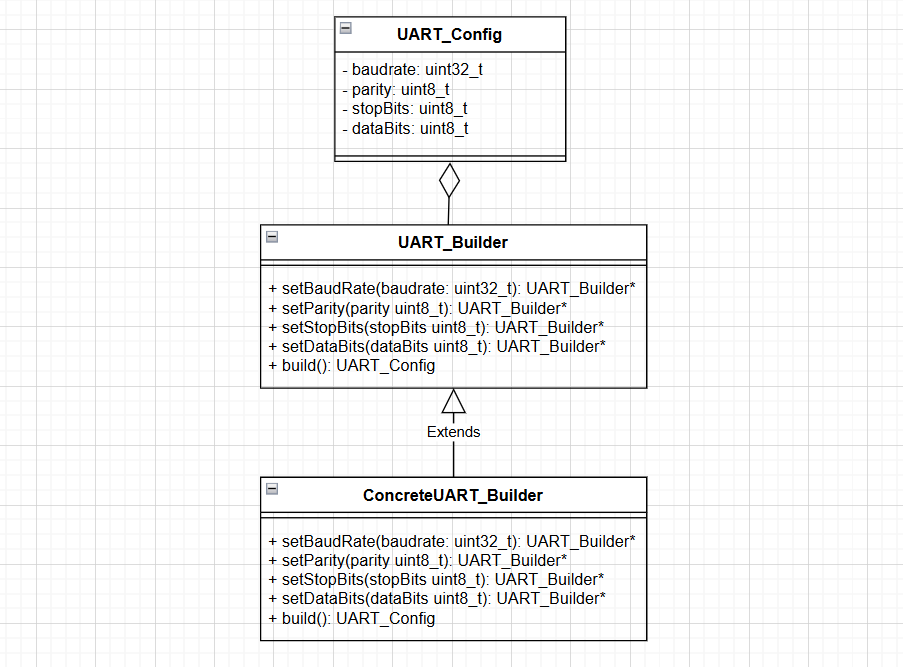 UART_Config
- baudrate: uint32_t
- parity: uint8_t
- stopBits: uint8_t
- dataBits: uint8_t
UART_Builder
+ setBaudRate(baudrate: uint32_t): UART_Builder*
+ setParity(parity uint8_t): UART_Builder*
+ setStopBits(stopBits uint8_t): UART_Builder*
+ setDataBits(dataBits uint8_t): UART_Builder*
+ build(): UART_Config
Extends
ConcreteUART_Builder
+ setBaudRate(baudrate: uint32_t): UART_Builder*
+ setParity(parity uint8_t): UART_Builder*
+ setStopBits(stopBits uint8_t): UART_Builder*
+ setDataBits(dataBits uint8_t): UART_Builder*
+ build(): UART_Config